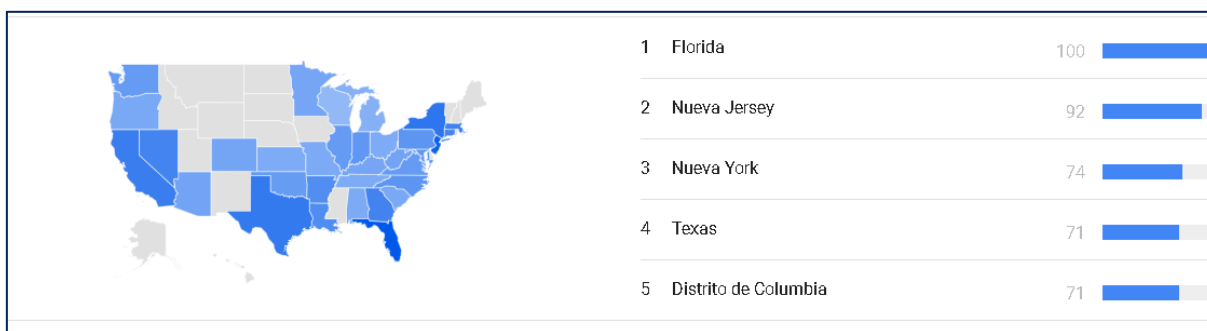 1 Florida 100
2 Nueva Jersey 92
3 Nueva York 74
4 Texas 71
5 Distrito de Columbia 71